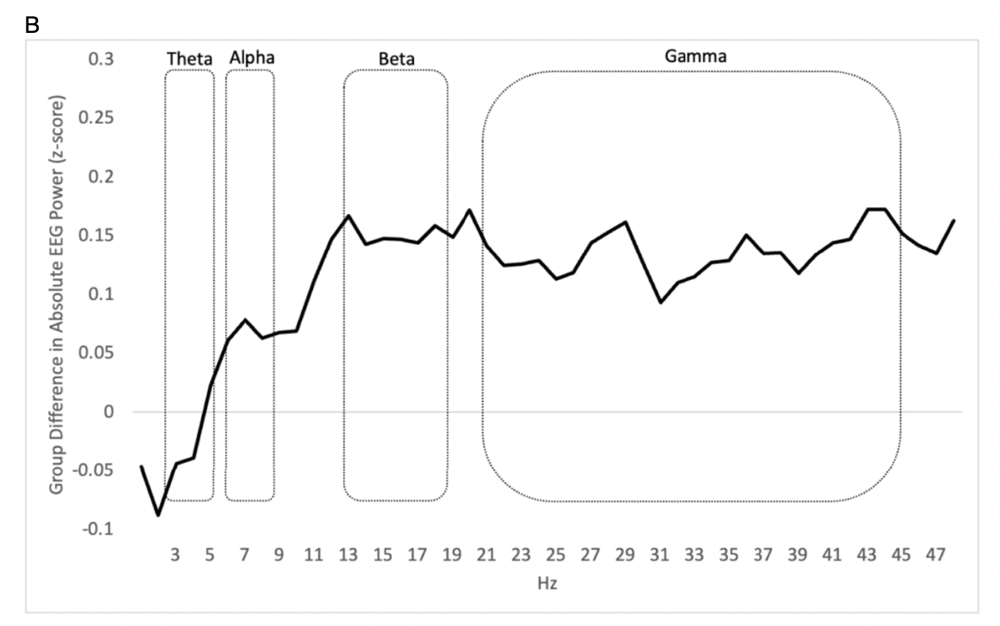 B
Theta Alpha Beta Gamma
0.3
0.25
0.2
0.15
0.1
0.05
0
-0.05
-0.1
Group Difference in Absolute EEG Power (z-score)
3 5 7 9 11 13 15 17 19 21 23 25 27 29 31 33 35 37 39 41 43 45 47
Hz